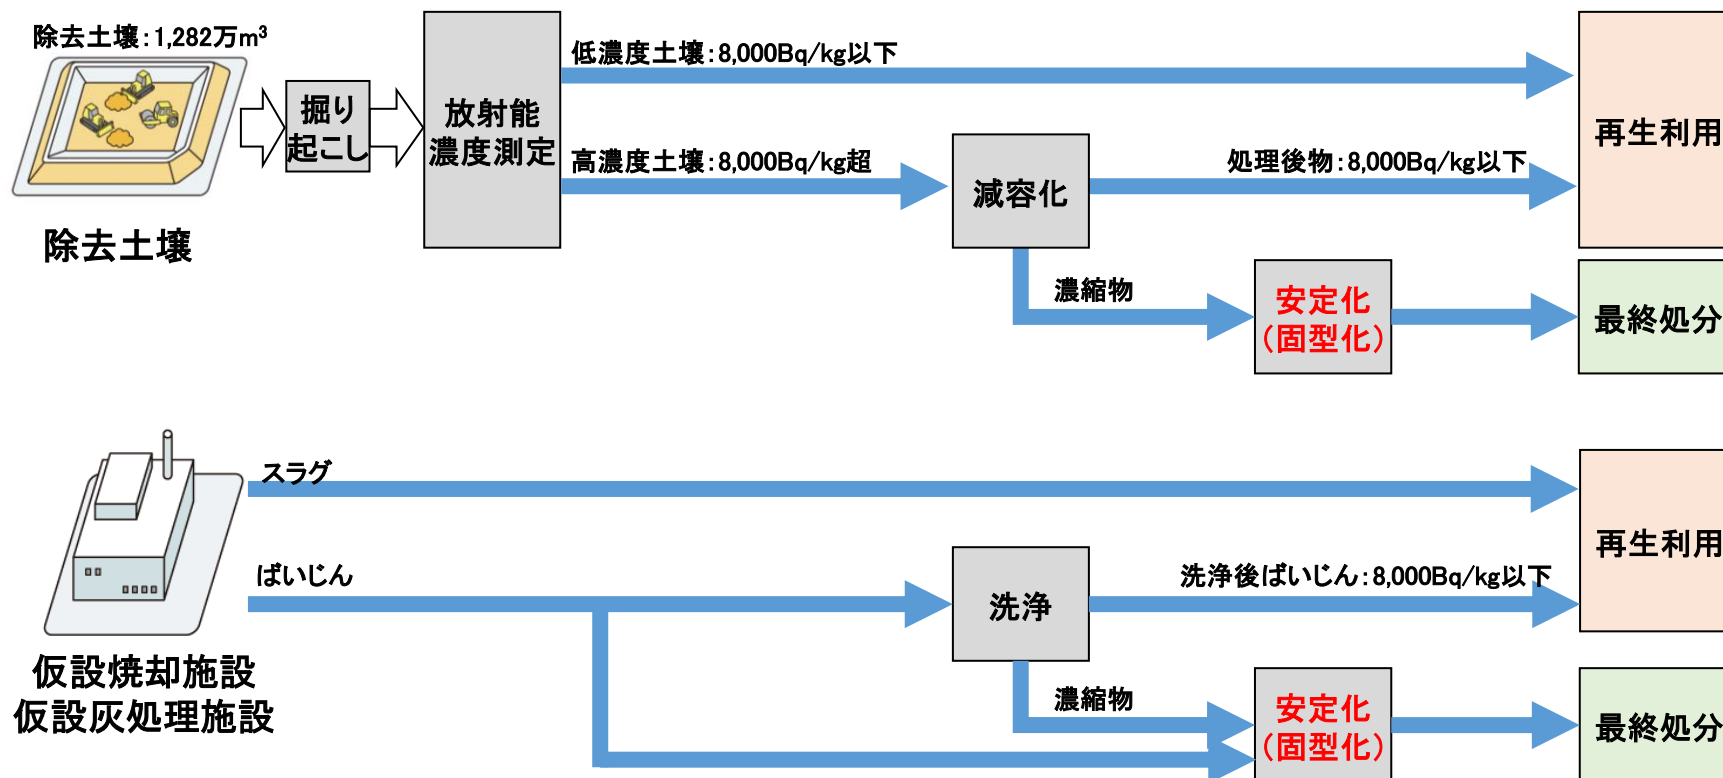 除去土壌：1,282万m³
除去土壌
掘り
起こし
放射能
濃度測定
低濃度土壌：8,000Bq/kg以下
高濃度土壌：8,000Bq/kg超
減容化
処理後物：8,000Bq/kg以下
再生利用
濃縮物
安定化
（固型化）
最終処分
仮設焼却施設
仮設灰処理施設
スラグ
ばいじん
洗浄
洗浄後ばいじん：8,000Bq/kg以下
再生利用
濃縮物
安定化
（固型化）
最終処分